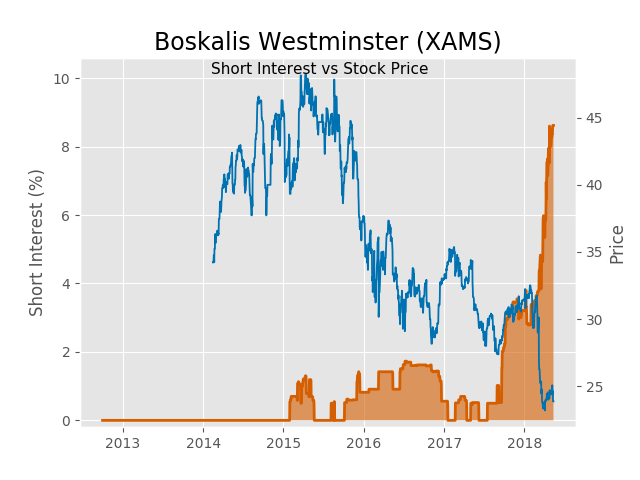 Boskalis Westminster (XAMS)
Short Interest vs Stock Price
Short Interest (%)
10
8
6
4
2
0
45
40
35
30
25
Price
2013 2014 2015 2016 2017 2018